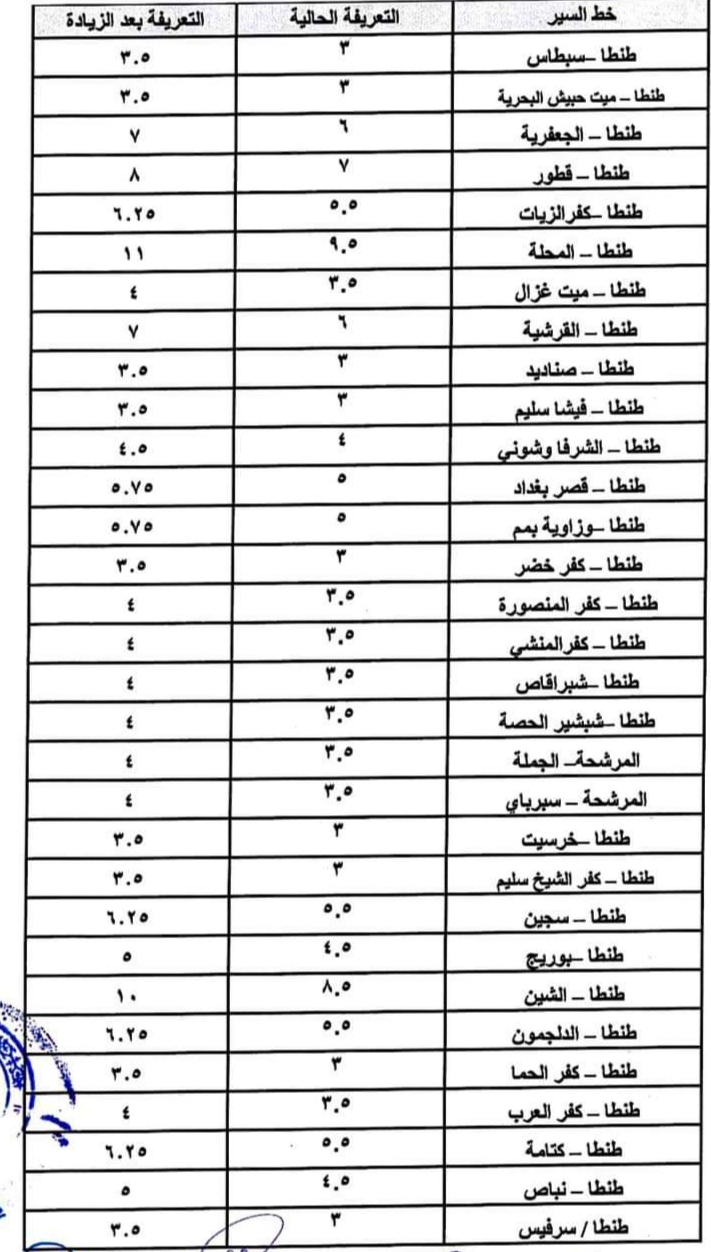 خط السير التعريفة الحالية التعريفة بعد الزيادة
طنطا –سبطاس ٣ ٣.٥
طنطا – ميت حبيش البحرية ٣ ٣.٥
طنطا – الجعفرية ٦ ٧
طنطا – قطور ٧ ٨
طنطا –كفرالزيات ٥.٥ ٦.٢٥
طنطا – المحلة ٩.٥ ١١
طنطا – ميت غزال ٣.٥ ٤
طنطا – القرشية ٦ ٧
طنطا – صناديد ٣ ٣.٥
طنطا – فيشا سليم ٣ ٣.٥
طنطا – الشرفا وشوني ٤ ٤.٥
طنطا – قصر بغداد ٥ ٥.٧٥
طنطا –وزاوية بمم ٥ ٥.٧٥
طنطا – كفر خضر ٣ ٣.٥
طنطا – كفر المنصورة ٣.٥ ٤
طنطا – كفرالمنشي ٣.٥ ٤
طنطا –شبراقاص ٣.٥ ٤
طنطا –شبشير الحصة ٣.٥ ٤
المرشحة– الجملة ٣.٥ ٤
المرشحة – سبرباي ٣.٥ ٤
طنطا –خرسيت ٣ ٣.٥
طنطا – كفر الشيخ سليم ٣ ٣.٥
طنطا – سجين ٥.٥ ٦.٢٥
طنطا –بوريج ٤.٥ ٥
طنطا – الشين ٨.٥ ١٠
طنطا – الدلجمون ٥.٥ ٦.٢٥
طنطا – كفر الحما ٣ ٣.٥
طنطا – كفر العرب ٣.٥ ٤
طنطا – كتامة ٥.٥ ٦.٢٥
طنطا – نباص ٤.٥ ٥
طنطا / سرفيس ٣ ٣.٥